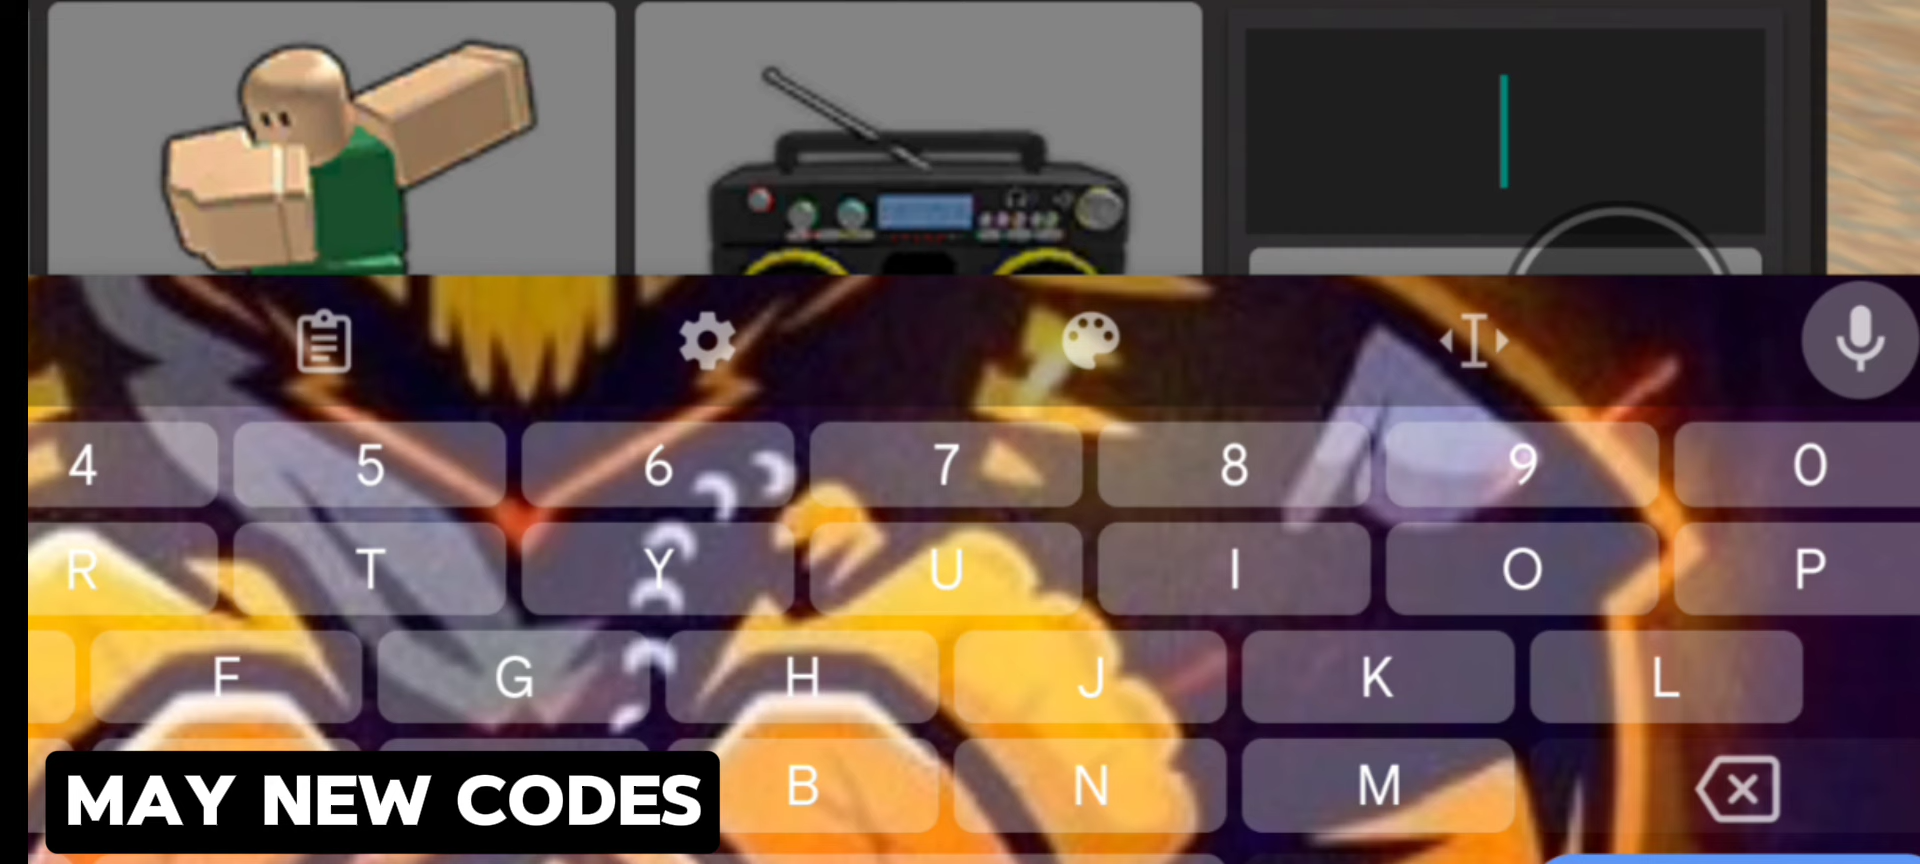 4 5 6 7 8 9 0
R T Y U I O P
F G H J K L
B N M
MAY NEW CODES